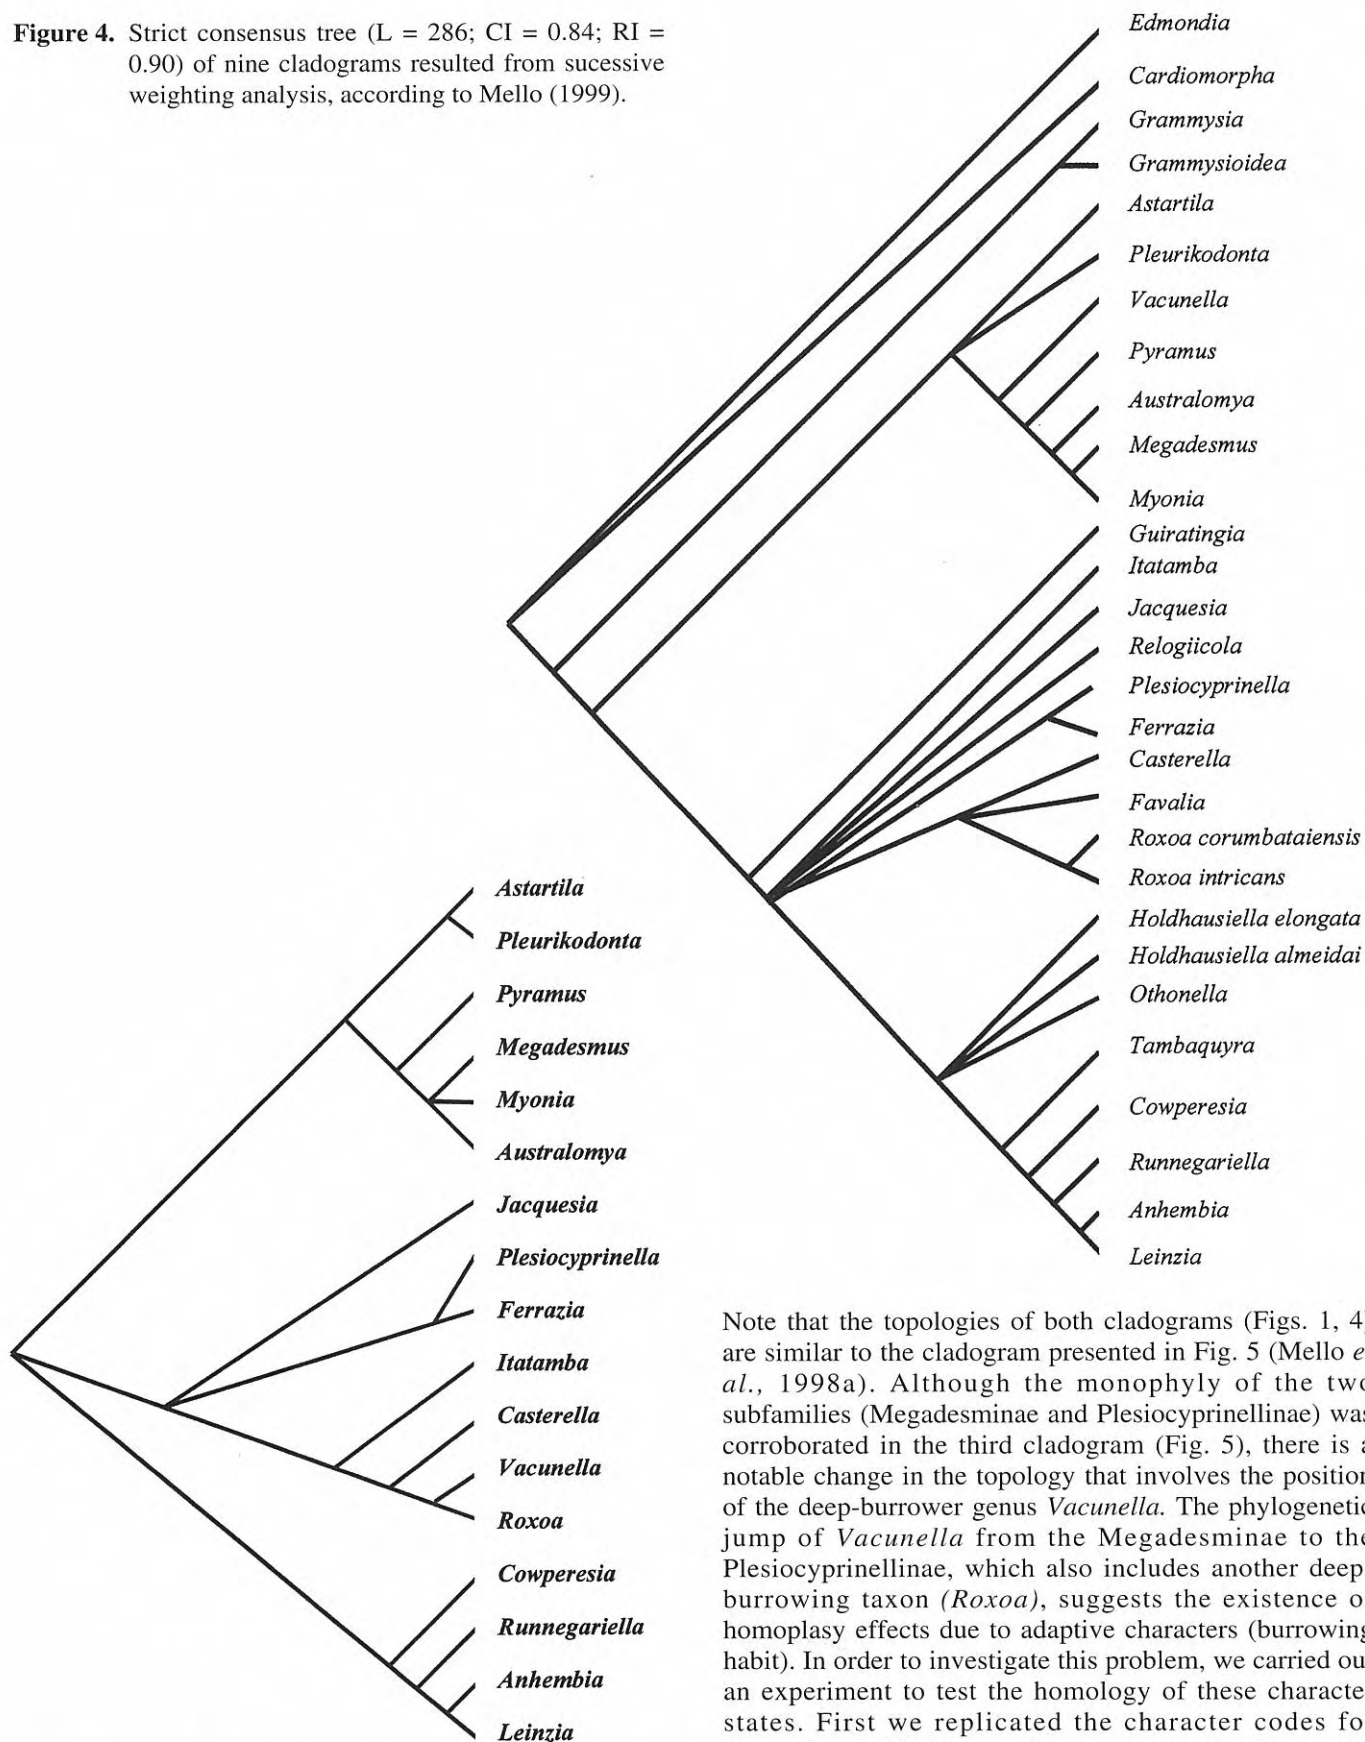 Figure 4. Strict consensus tree (L = 286; CI = 0.84; RI =
0.90) of nine cladograms resulted from sucessive
weighting analysis, according to Mello (1999).
Edmondia
Cardiomorpha
Grammysia
Grammysioidea
Astartila
Pleurikodonta
Vacunella
Pyramus
Australomya
Megadesmus
Myonia
Guiratingia
Itatamba
Jacquesia
Relogiicola
Plesiocyprinella
Ferrazia
Casterella
Favalia
Roxoa corumbataiensis
Roxoa intricans
Holdhausiella elongata
Holdhausiella almeidai
Othonella
Tambaquyra
Cowperesia
Runnegariella
Anhembia
Leinzia
Astartila
Pleurikodonta
Pyramus
Megadesmus
Myonia
Australomya
Jacquesia
Plesiocyprinella
Ferrazia
Itatamba
Casterella
Vacunella
Roxoa
Cowperesia
Runnegariella
Anhembia
Leinzia
Note that the topologies of both cladograms (Figs. 1, 4)
are similar to the cladogram presented in Fig. 5 (Mello e
al., 1998a). Although the monophyly of the two
subfamilies (Megadesminae and Plesiocyprinellinae) was
corroborated in the third cladogram (Fig. 5), there is a
notable change in the topology that involves the position
of the deep-burrower genus Vacunella. The phylogenetic
jump of Vacunella from the Megadesminae to the
Plesiocyprinellinae, which also includes another deep
burrowing taxon (Roxoa), suggests the existence o
homoplasy effects due to adaptive characters (burrowing
habit). In order to investigate this problem, we carried ou
an experiment to test the homology of these characte
states. First we replicated the character codes fo